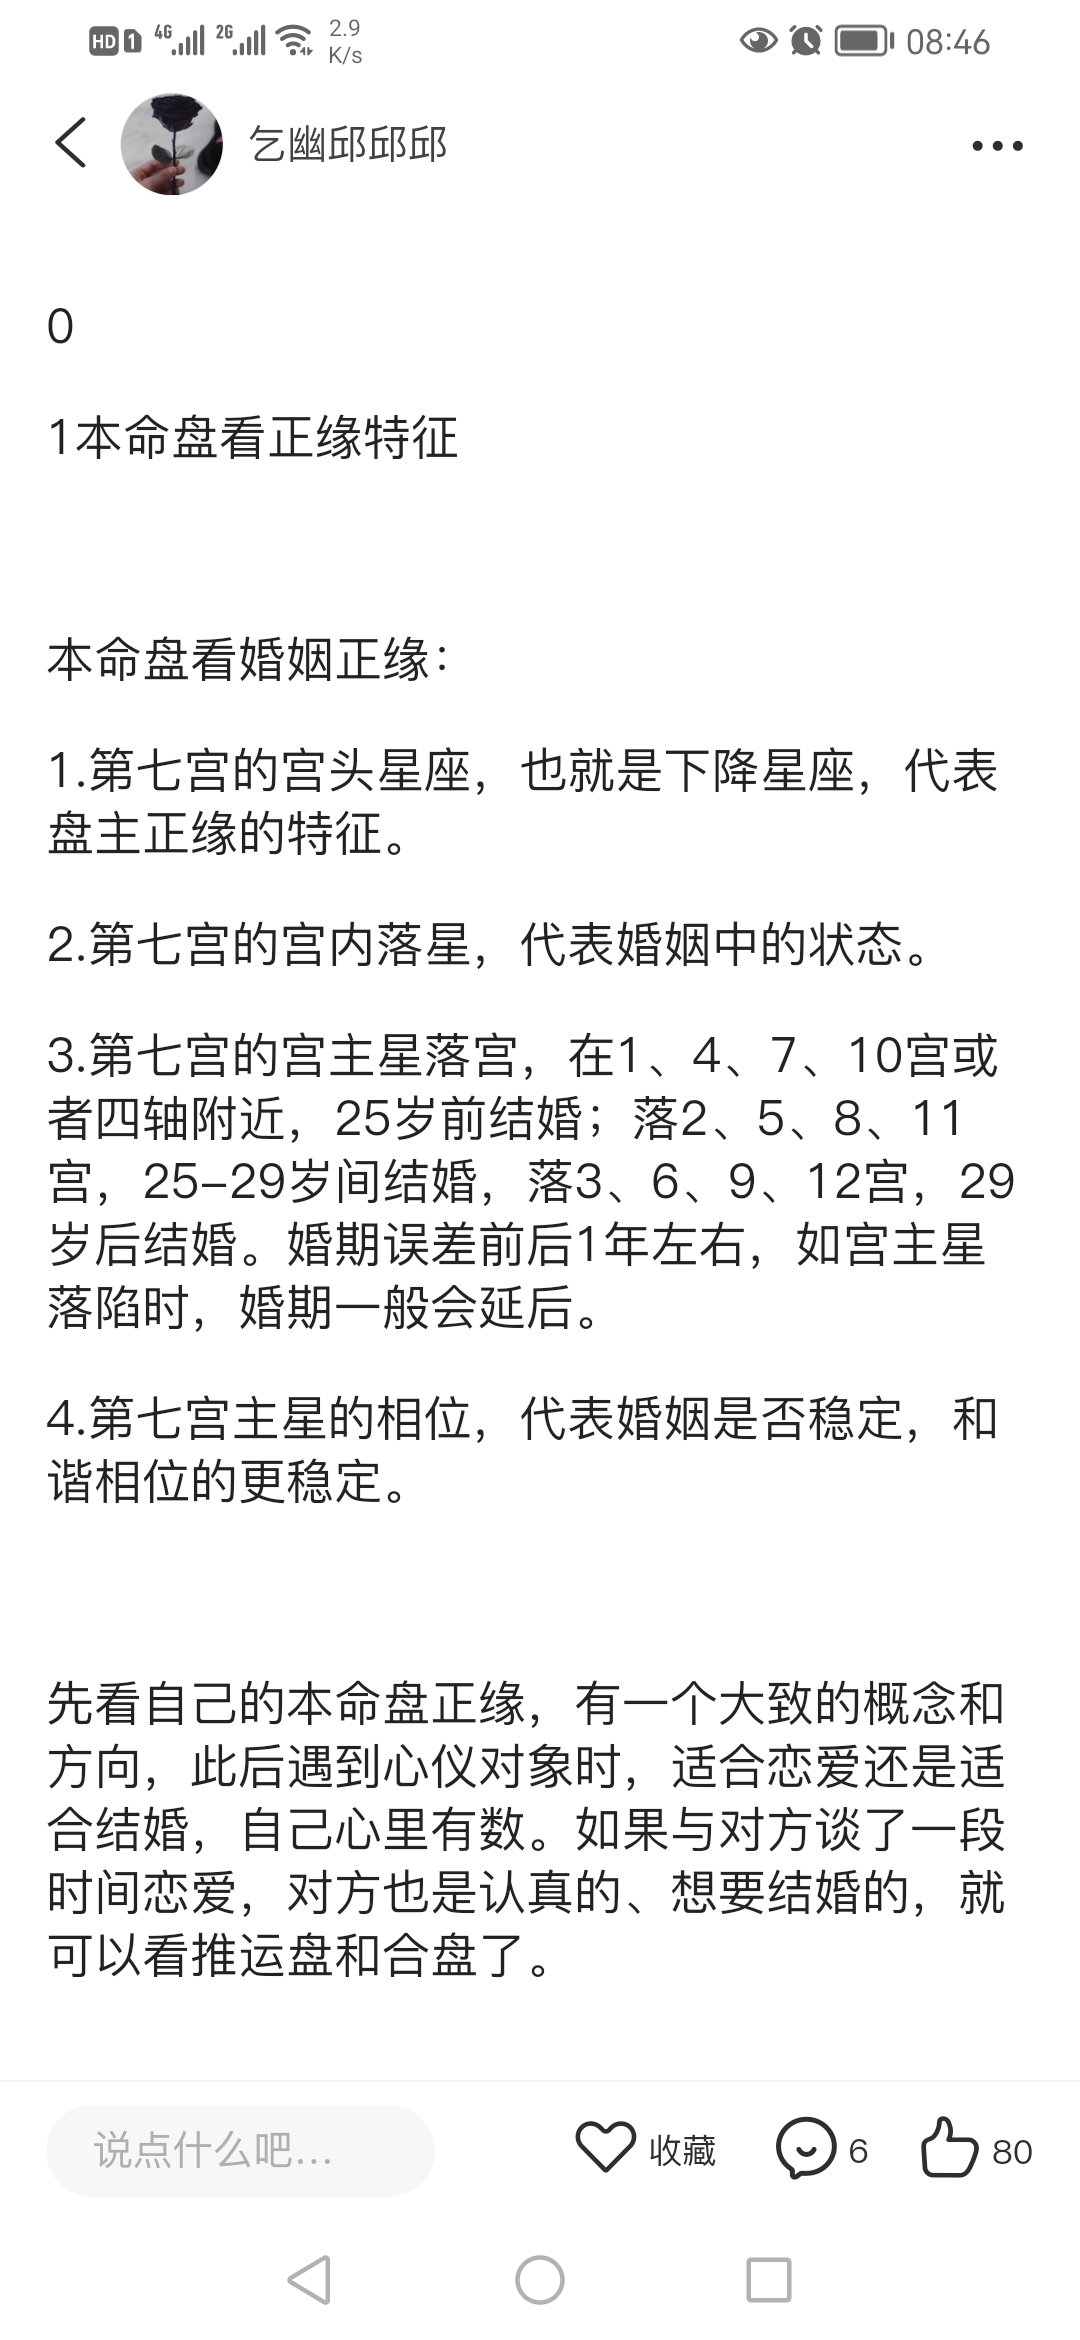 HD 1 4G 2G 2.9 K/s 08:46
乞幽邱邱邱
0
1本命盘看正缘特征
本命盘看婚姻正缘：
1.第七宫的宫头星座，也就是下降星座，代表
盘主正缘的特征。
2.第七宫的宫内落星，代表婚姻中的状态。
3.第七宫的宫主星落宫，在1、4、7、10宫或
者四轴附近，25岁前结婚；落2、5、8、11
宫，25–29岁间结婚，落3、6、9、12宫，29
岁后结婚。婚期误差前后1年左右，如宫主星
落陷时，婚期一般会延后。
4.第七宫主星的相位，代表婚姻是否稳定，和
谐相位的更稳定。
先看自己的本命盘正缘，有一个大致的概念和
方向，此后遇到心仪对象时，适合恋爱还是适
合结婚，自己心里有数。如果与对方谈了一段
时间恋爱，对方也是认真的、想要结婚的，就
可以看推运盘和合盘了。
说点什么吧... 收藏 6 80